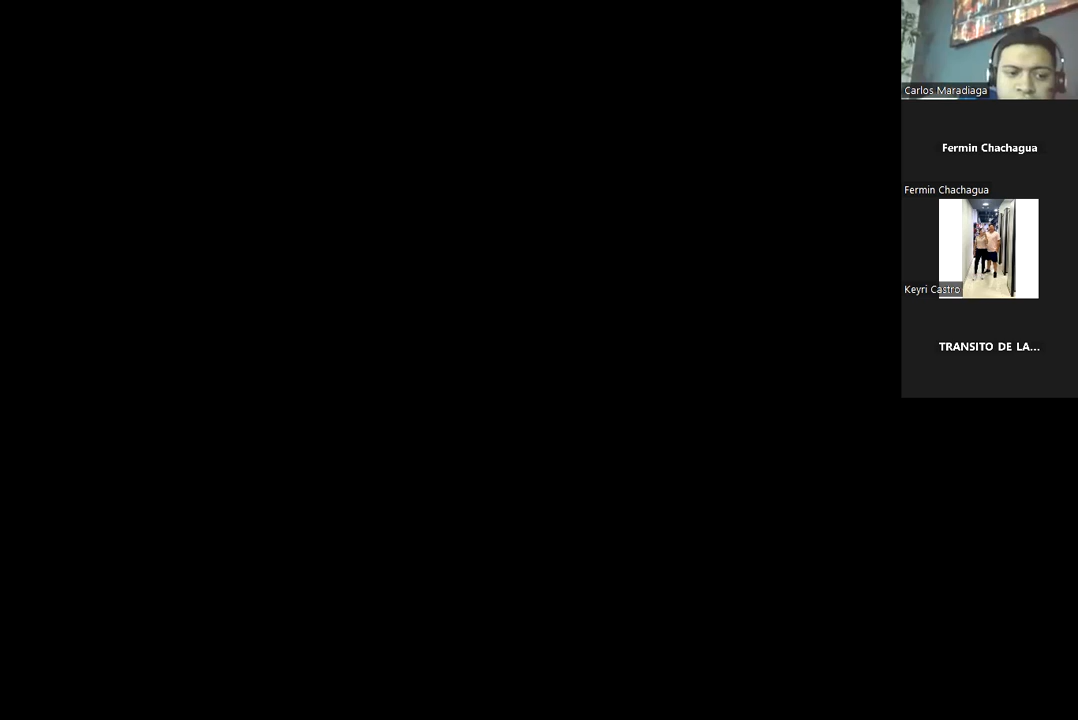 Carlos Maradiaga
Fermin Chachagua
Fermin Chachagua
Keyri Castro
TRANSITO DE LA...